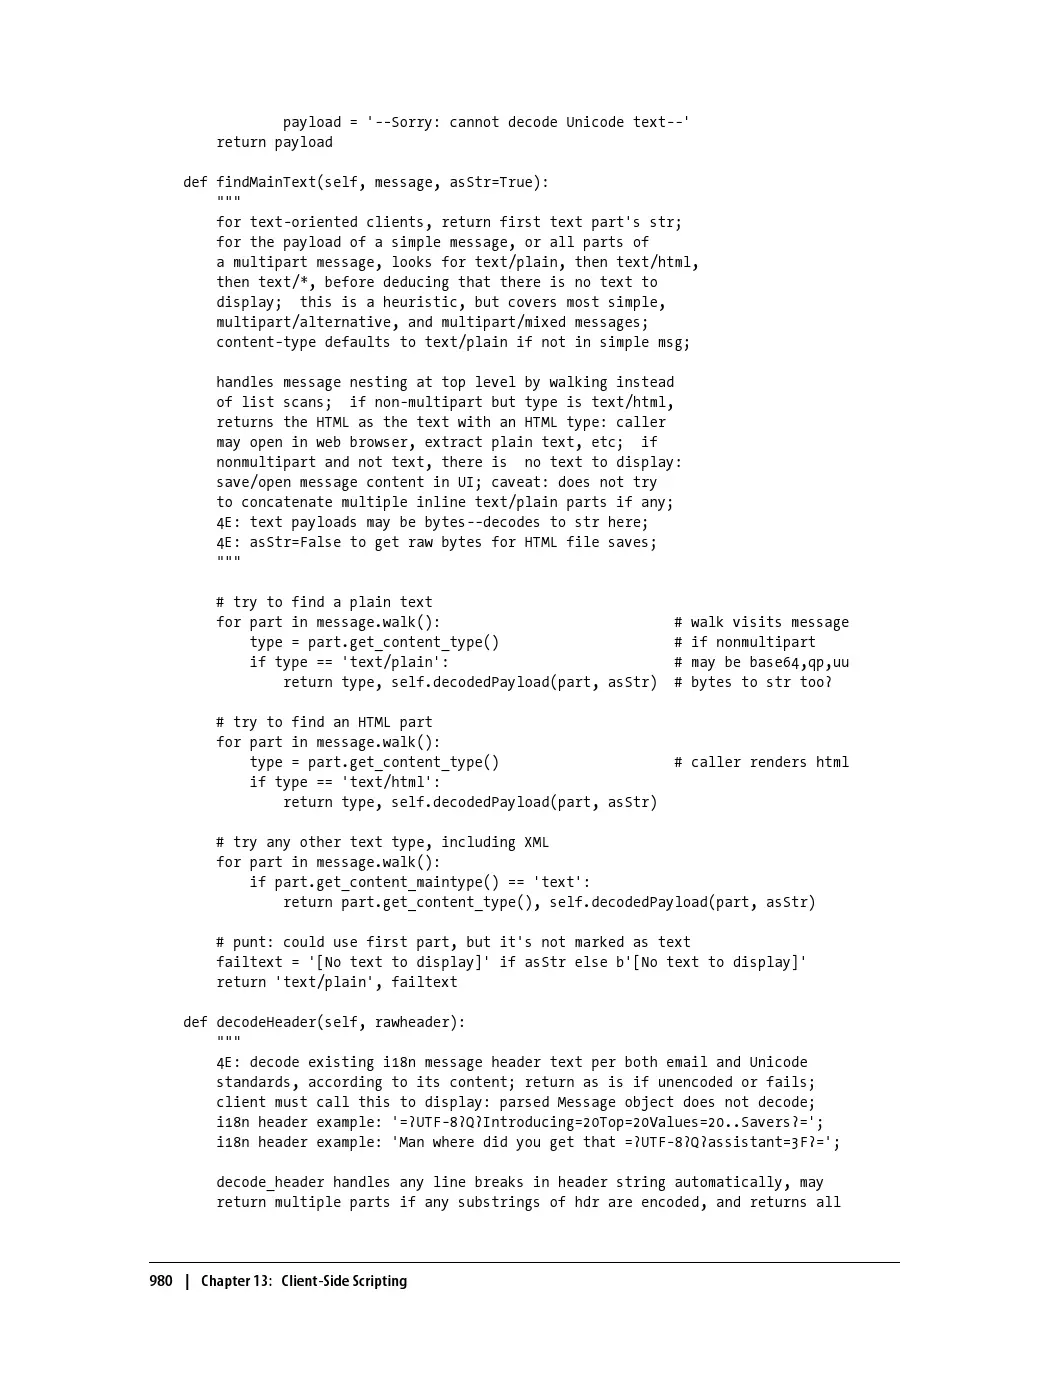 payload = '--Sorry: cannot decode Unicode text--'
        return payload

    def findMainText(self, message, asStr=True):
        """
        for text-oriented clients, return first text part's str;
        for the payload of a simple message, or all parts of
        a multipart message, looks for text/plain, then text/html,
        then text/*, before deducing that there is no text to
        display;  this is a heuristic, but covers most simple,
        multipart/alternative, and multipart/mixed messages;
        content-type defaults to text/plain if not in simple msg;

        handles message nesting at top level by walking instead
        of list scans;  if non-multipart but type is text/html,
        returns the HTML as the text with an HTML type: caller
        may open in web browser, extract plain text, etc;  if
        nonmultipart and not text, there is  no text to display:
        save/open message content in UI; caveat: does not try
        to concatenate multiple inline text/plain parts if any;
        4E: text payloads may be bytes--decodes to str here;
        4E: asStr=False to get raw bytes for HTML file saves;
        """

        # try to find a plain text
        for part in message.walk():                            # walk visits message
            type = part.get_content_type()                     # if nonmultipart
            if type == 'text/plain':                           # may be base64,qp,uu
                return type, self.decodedPayload(part, asStr)  # bytes to str too?

        # try to find an HTML part
        for part in message.walk():
            type = part.get_content_type()                     # caller renders html
            if type == 'text/html':
                return type, self.decodedPayload(part, asStr)

        # try any other text type, including XML
        for part in message.walk():
            if part.get_content_maintype() == 'text':
                return part.get_content_type(), self.decodedPayload(part, asStr)

        # punt: could use first part, but it's not marked as text
        failtext = '[No text to display]' if asStr else b'[No text to display]'
        return 'text/plain', failtext

    def decodeHeader(self, rawheader):
        """
        4E: decode existing i18n message header text per both email and Unicode
        standards, according to its content; return as is if unencoded or fails;
        client must call this to display: parsed Message object does not decode;
        i18n header example: '=?UTF-8?Q?Introducing=20Top=20Values=20..Savers?=';
        i18n header example: 'Man where did you get that =?UTF-8?Q?assistant=3F?=';

        decode_header handles any line breaks in header string automatically, may
        return multiple parts if any substrings of hdr are encoded, and returns all

980 | Chapter 13: Client-Side Scripting